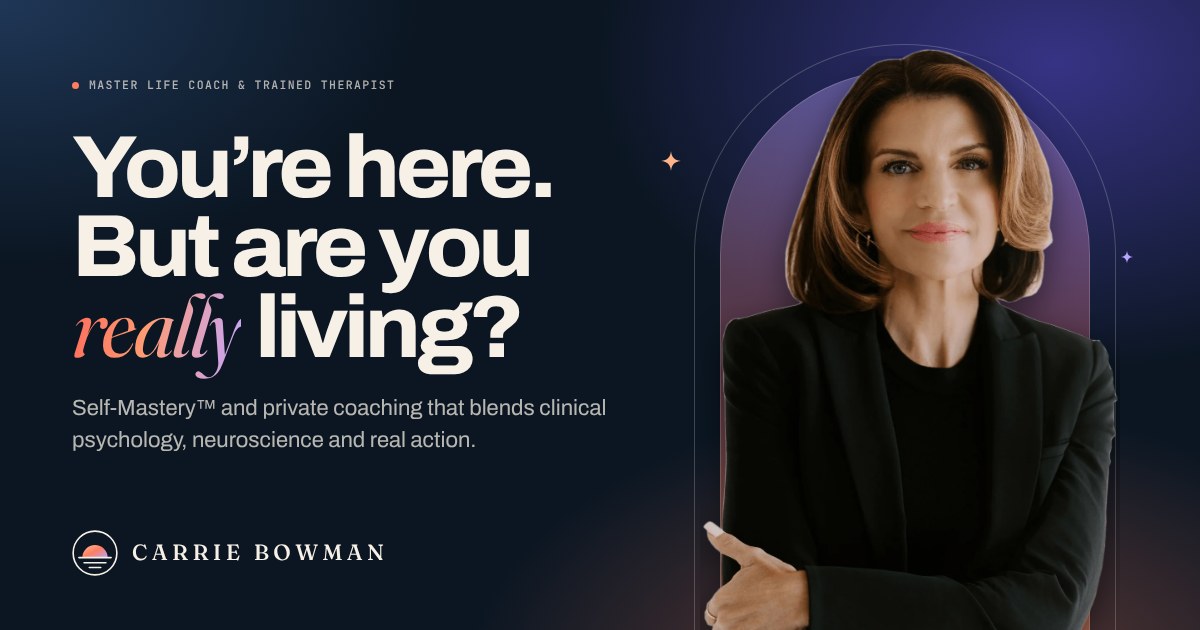 MASTER LIFE COACH & TRAINED THERAPIST
You’re here.
But are you
really living?
Self-Mastery™ and private coaching that blends clinical
psychology, neuroscience and real action.
CARRIE BOWMAN